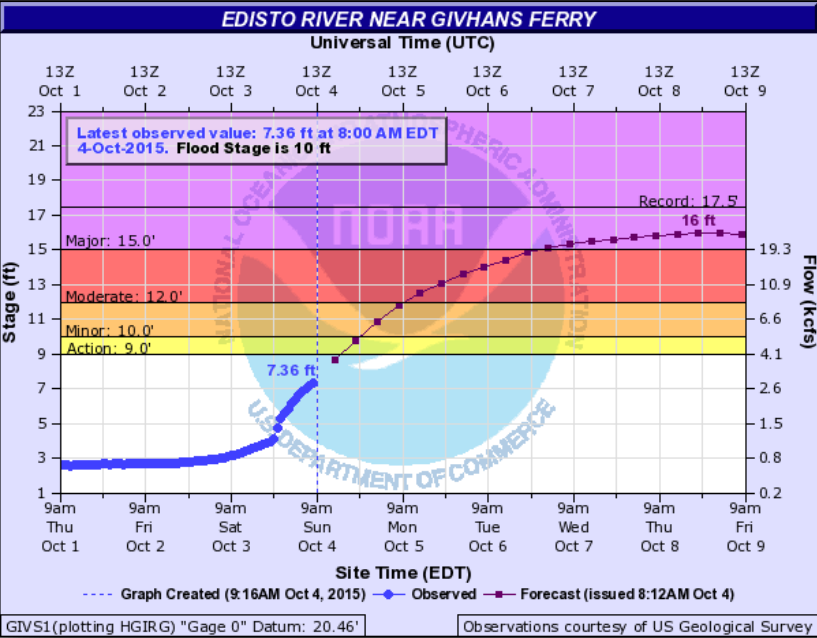 EDISTO RIVER NEAR GIVHANS FERRY
Universal Time (UTC)
13Z 13Z 13Z 13Z 13Z 13Z 13Z 13Z 13Z
Oct 1 Oct 2 Oct 3 Oct 4 Oct 5 Oct 6 Oct 7 Oct 8 Oct 9
23
Latest observed value: 7.36 ft at 8:00 AM EDT
4-Oct-2015. Flood Stage is 10 ft
21
19
Record: 17.5'
17
16 ft
NOAA
NATIONAL OCEANIC AND ATMOSPHERIC ADMINISTRATION
Major: 15.0'
15 19.3
13 10.9
Moderate: 12.0'
11 6.6
Minor: 10.0'
Action: 9.0'
9 4.1
7.36 ft
7 2.6
5 1.5
3 0.8
1 0.2
U.S. DEPARTMENT OF COMMERCE
Stage (ft)
Flow (kcfs)
9am 9am 9am 9am 9am 9am 9am 9am 9am
Thu Fri Sat Sun Mon Tue Wed Thu Fri
Oct 1 Oct 2 Oct 3 Oct 4 Oct 5 Oct 6 Oct 7 Oct 8 Oct 9
Site Time (EDT)
Graph Created (9:16AM Oct 4, 2015) Observed Forecast (issued 8:12AM Oct 4)
GIVS1(plotting HGIRG) "Gage 0" Datum: 20.46'
Observations courtesy of US Geological Survey